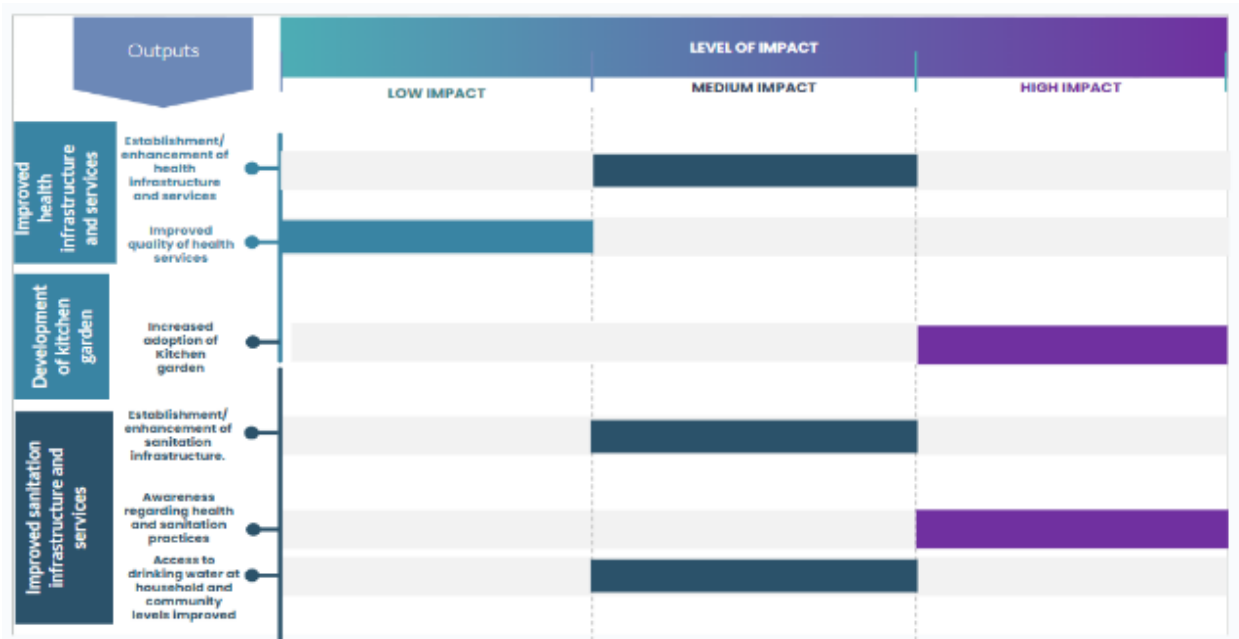 Outputs
LEVEL OF IMPACT
LOW IMPACT
MEDIUM IMPACT
HIGH IMPACT
Improved
health
infrastructure
and services
Establishment/
enhancement of
health
infrastructure
and services
Improved
quality of health
services
Development
of kitchen
garden
Increased
adoption of
Kitchen
garden
Improved sanitation
infrastructure and
services
Establishment/
enhancement of
sanitation
infrastructure.
Awareness
regarding health
and sanitation
practices
Access to
drinking water at
household and
community
levels improved